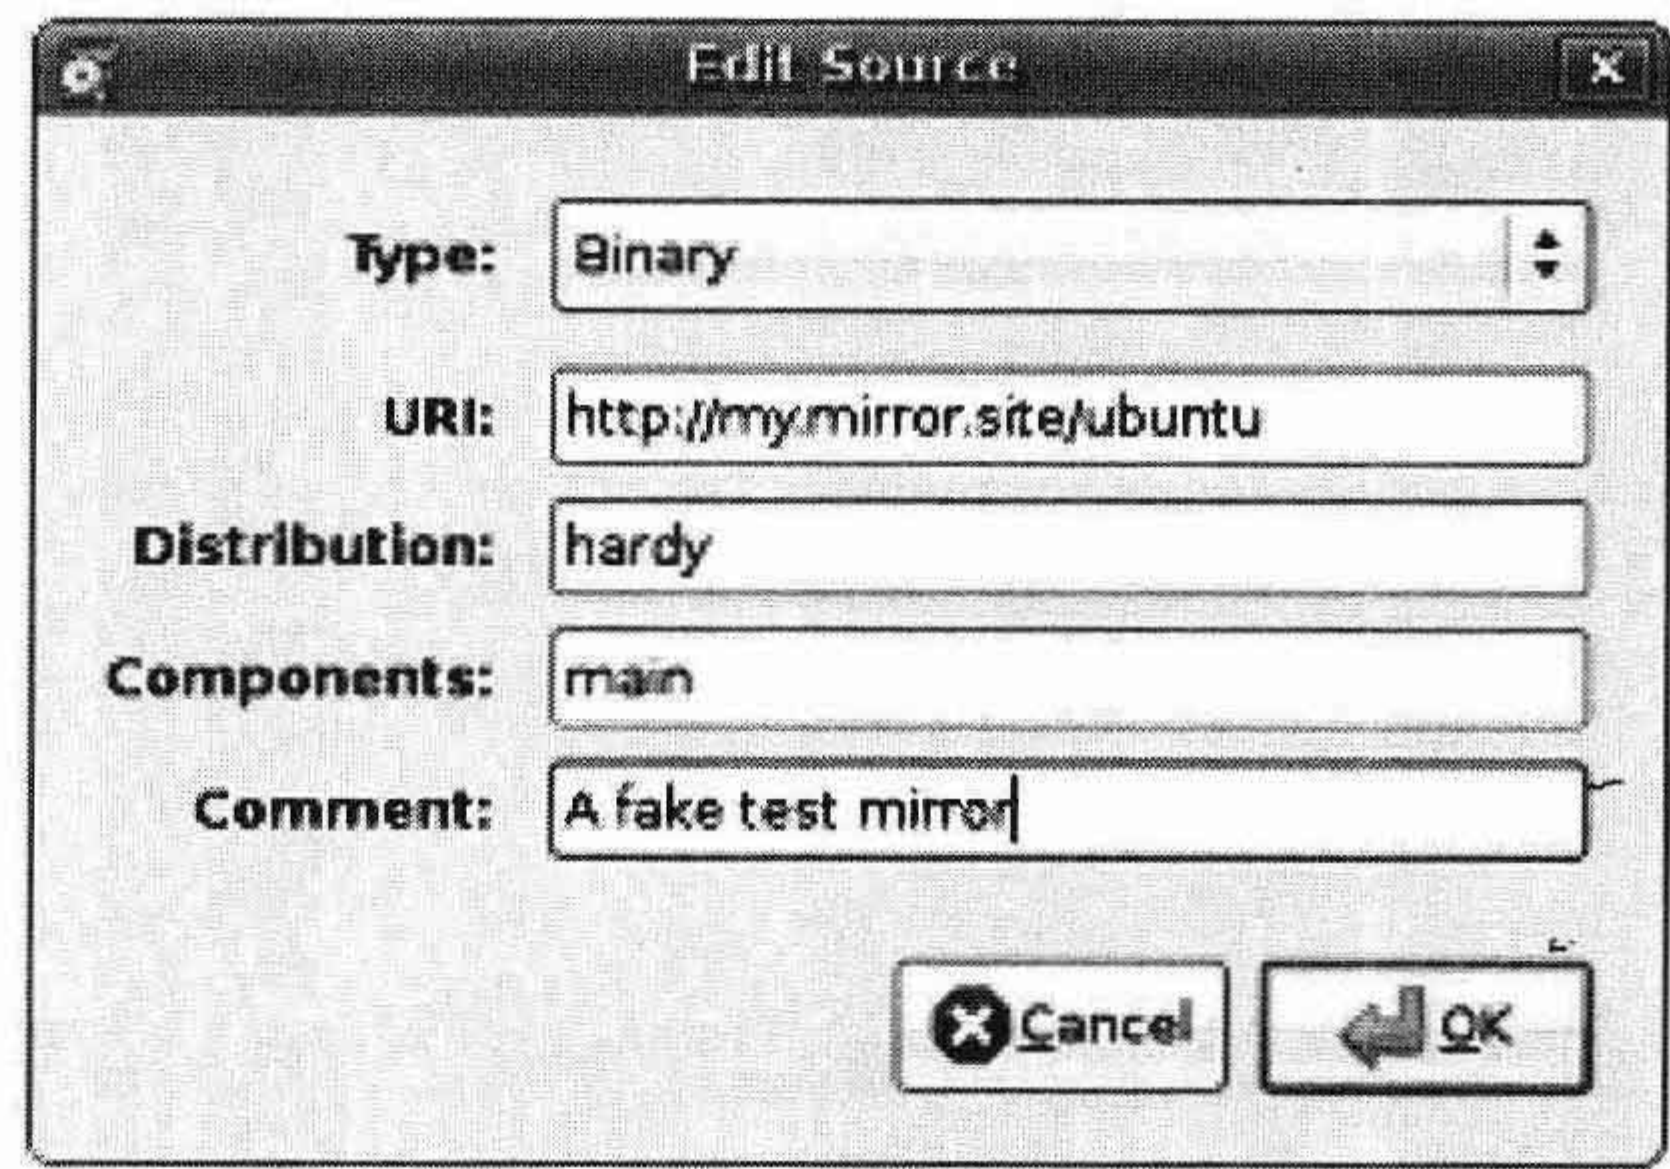 Edit Source
Type: Binary
URI: http://my.mirror.site/ubuntu
Distribution: hardy
Components: main
Comment: A fake test mirror
Cancel OK